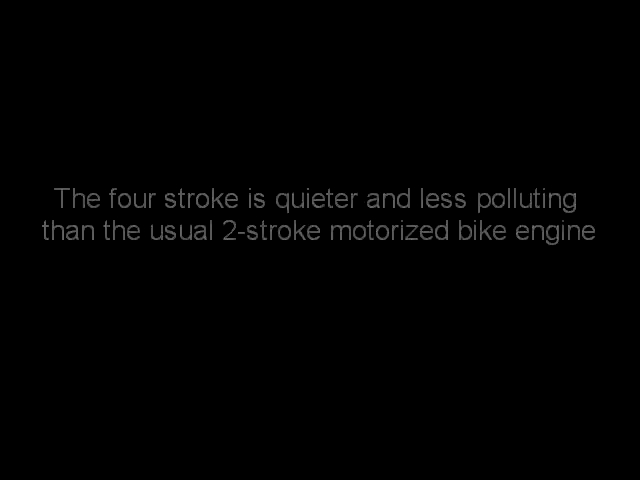 The four stroke is quieter and less polluting
than the usual 2-stroke motorized bike engine